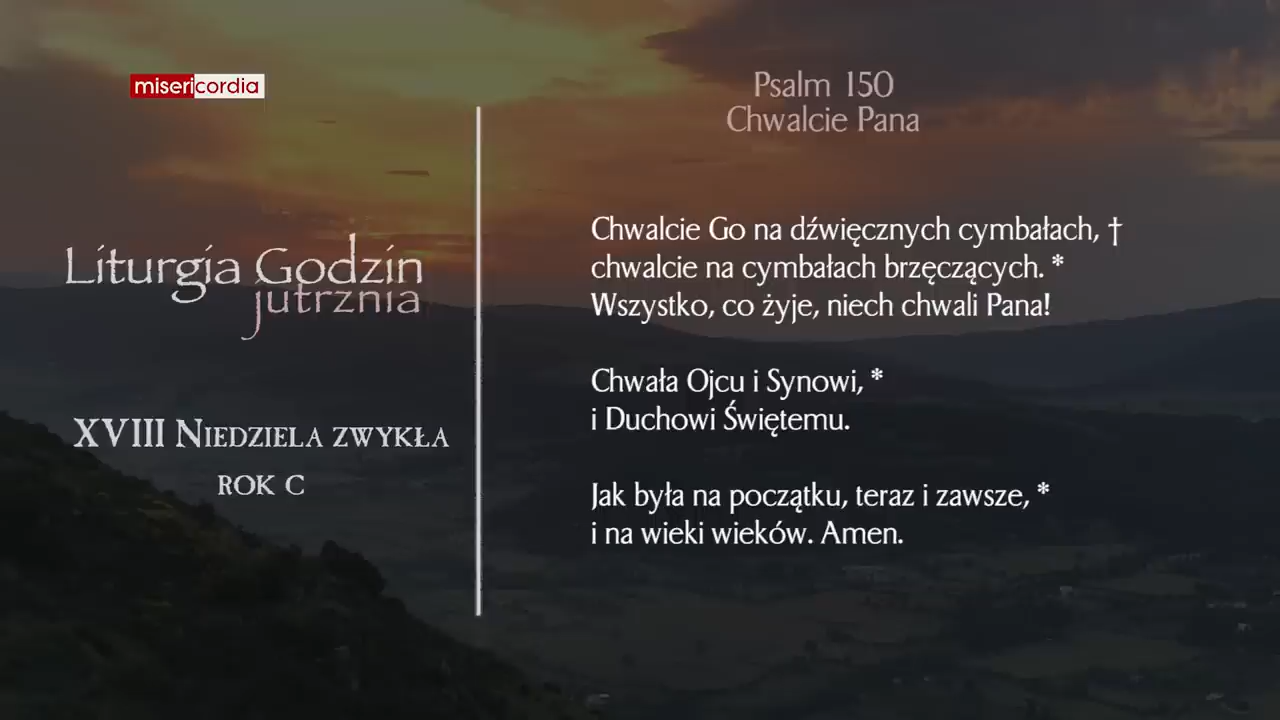 misericordia
Liturgia Godzin
jutrznia
XVIII Niedziela zwykła
rok C
Psalm 150
Chwalcie Pana
Chwalcie Go na dźwięcznych cymbałach, †
chwalcie na cymbałach brzęczących. *
Wszystko, co żyje, niech chwali Pana!
Chwała Ojcu i Synowi, *
i Duchowi Świętemu.
Jak była na początku, teraz i zawsze, *
i na wieki wieków. Amen.